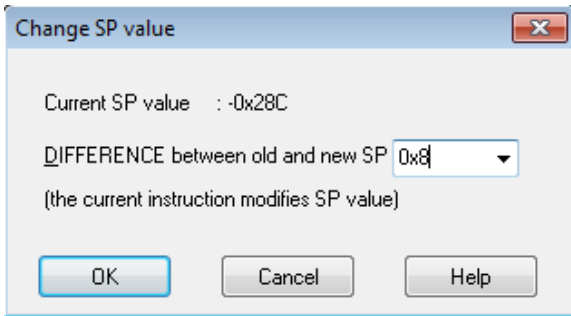 Change SP value
Current SP value : -0x28C
DIFFERENCE between old and new SP 0x8
(the current instruction modifies SP value)
OK Cancel Help